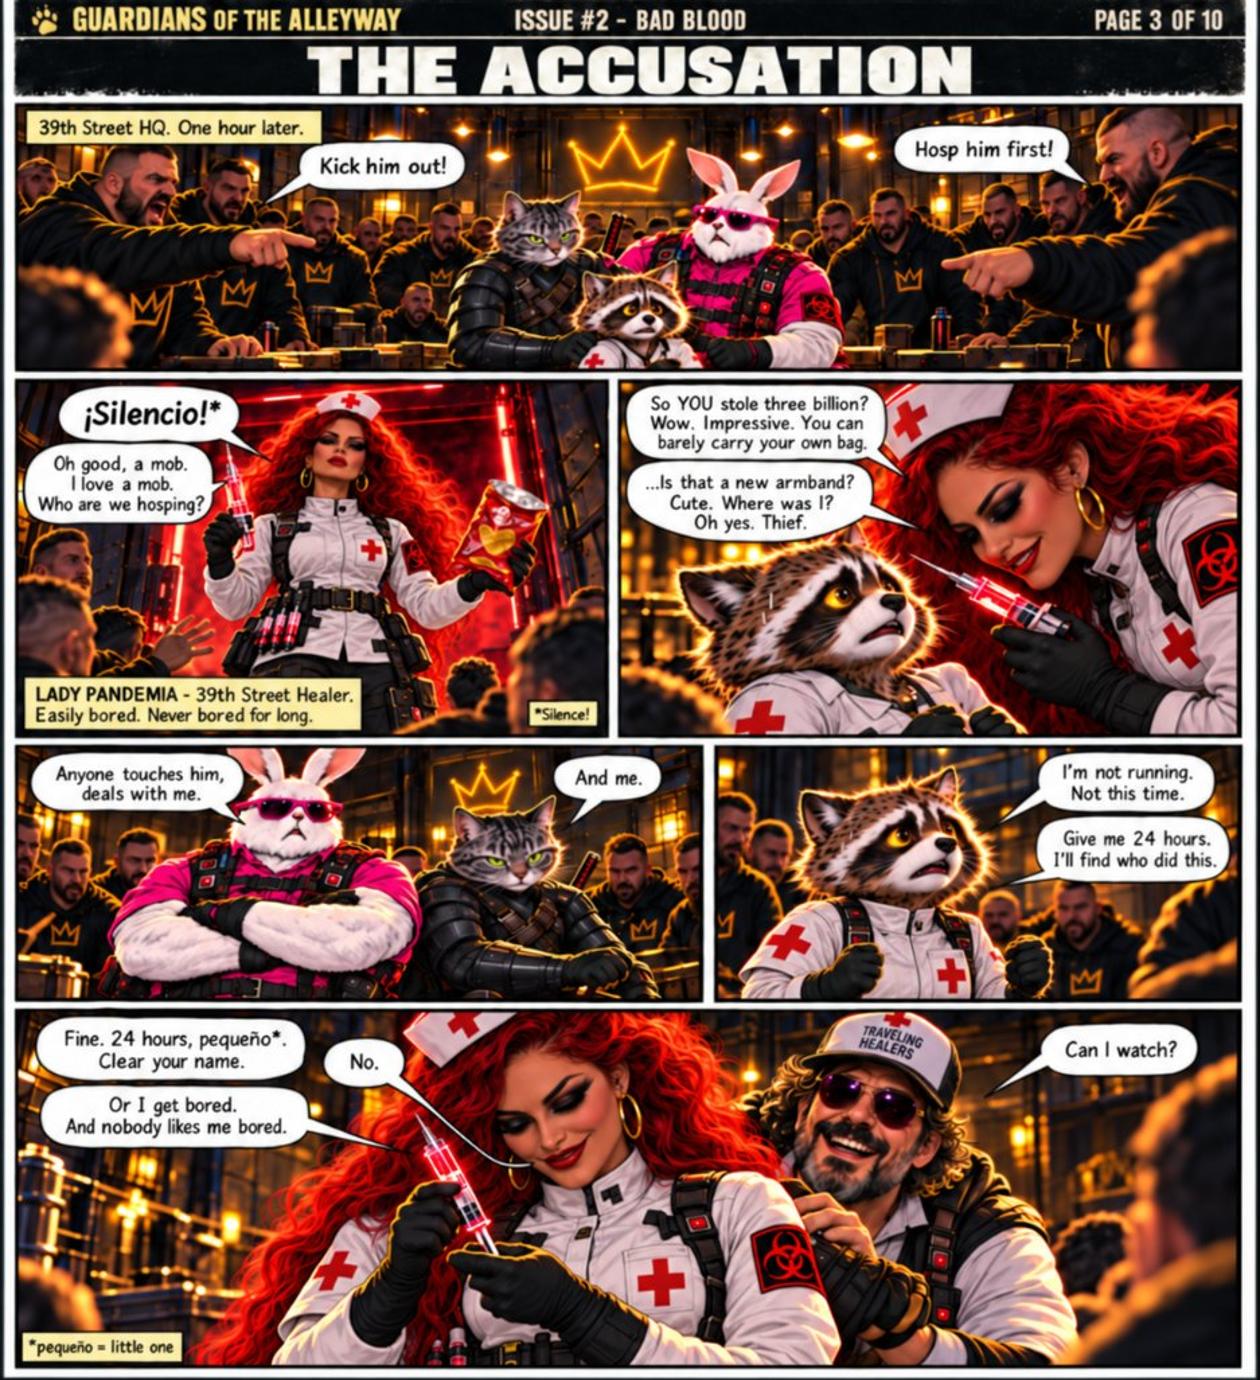 GUARDIANS OF THE ALLEYWAY
ISSUE #2 - BAD BLOOD
PAGE 3 OF 10
THE ACCUSATION
39th Street HQ. One hour later.
Kick him out!
Hosp him first!
¡Silencio!*
Oh good, a mob.
I love a mob.
Who are we hosping?
LADY PANDEMIA - 39th Street Healer.
Easily bored. Never bored for long.
*Silence!
So YOU stole three billion?
Wow. Impressive. You can
barely carry your own bag.
...Is that a new armband?
Cute. Where was I?
Oh yes. Thief.
Anyone touches him,
deals with me.
And me.
I'm not running.
Not this time.
Give me 24 hours.
I'll find who did this.
Fine. 24 hours, pequeño*.
Clear your name.
Or I get bored.
And nobody likes me bored.
Can I watch?
No.
TRAVELING
HEALERS
*pequeño = little one